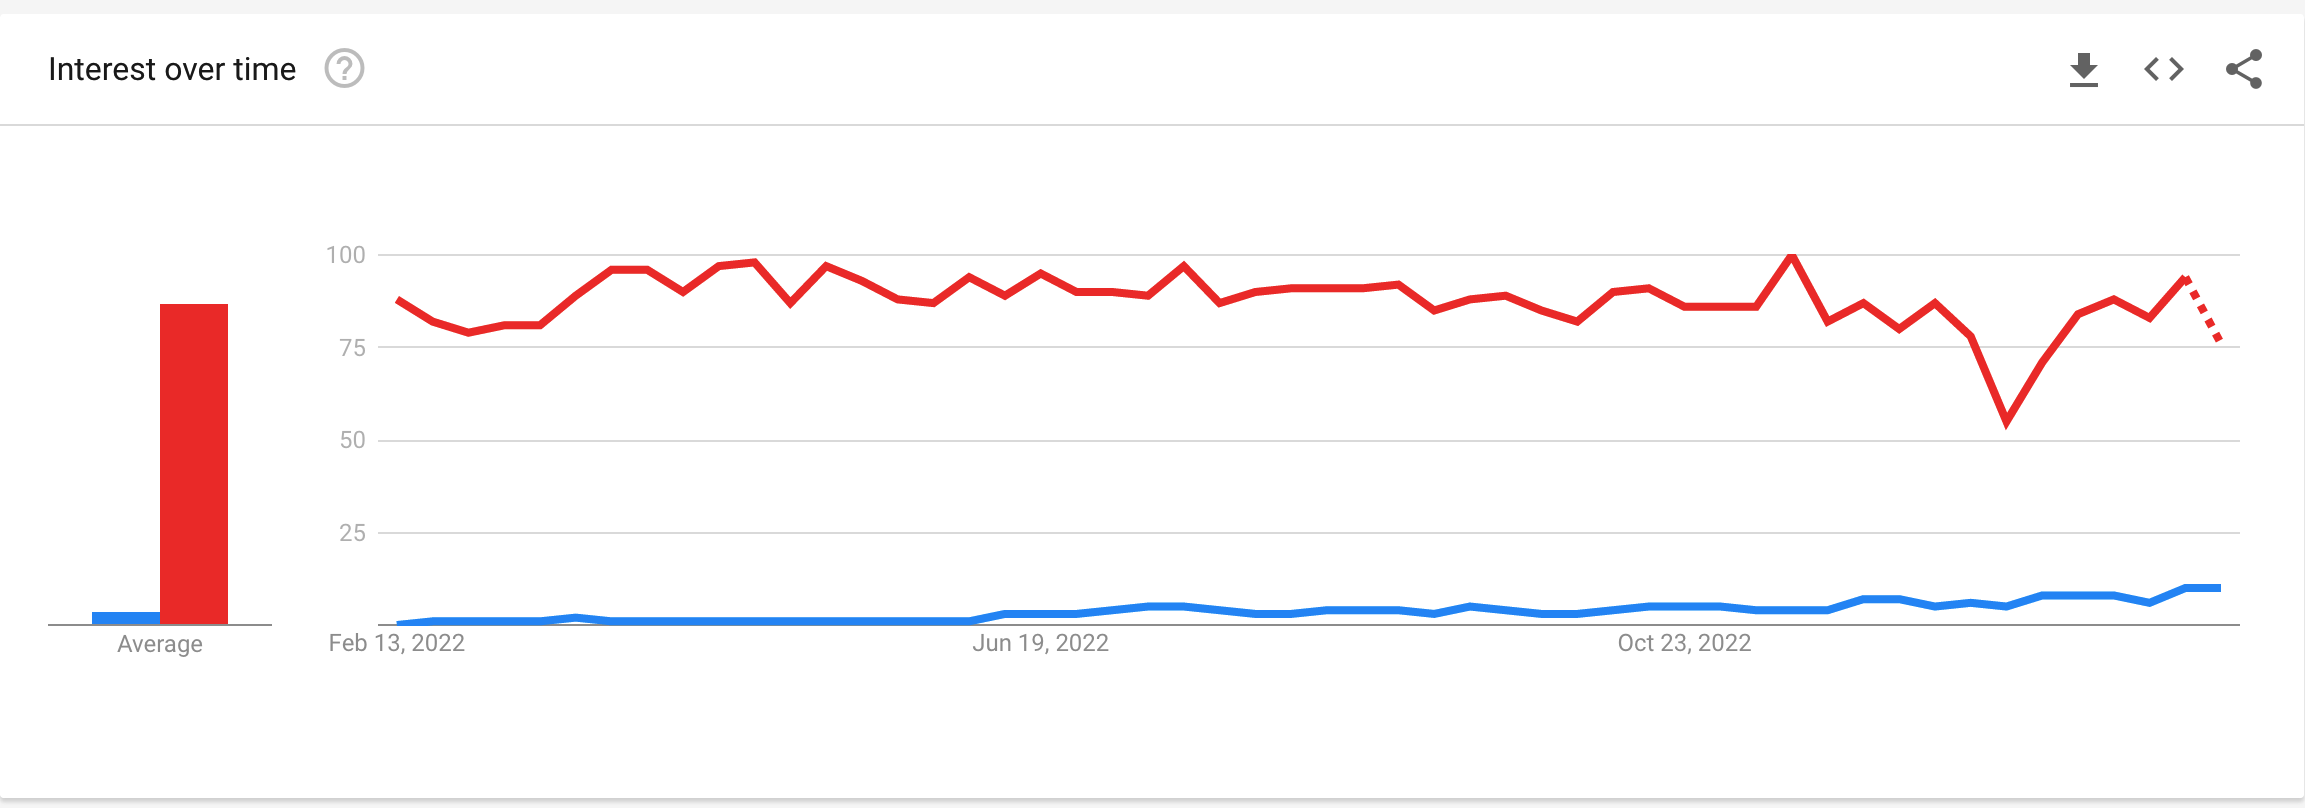 Interest over time
100
75
50
25
Average
Feb 13, 2022
Jun 19, 2022
Oct 23, 2022